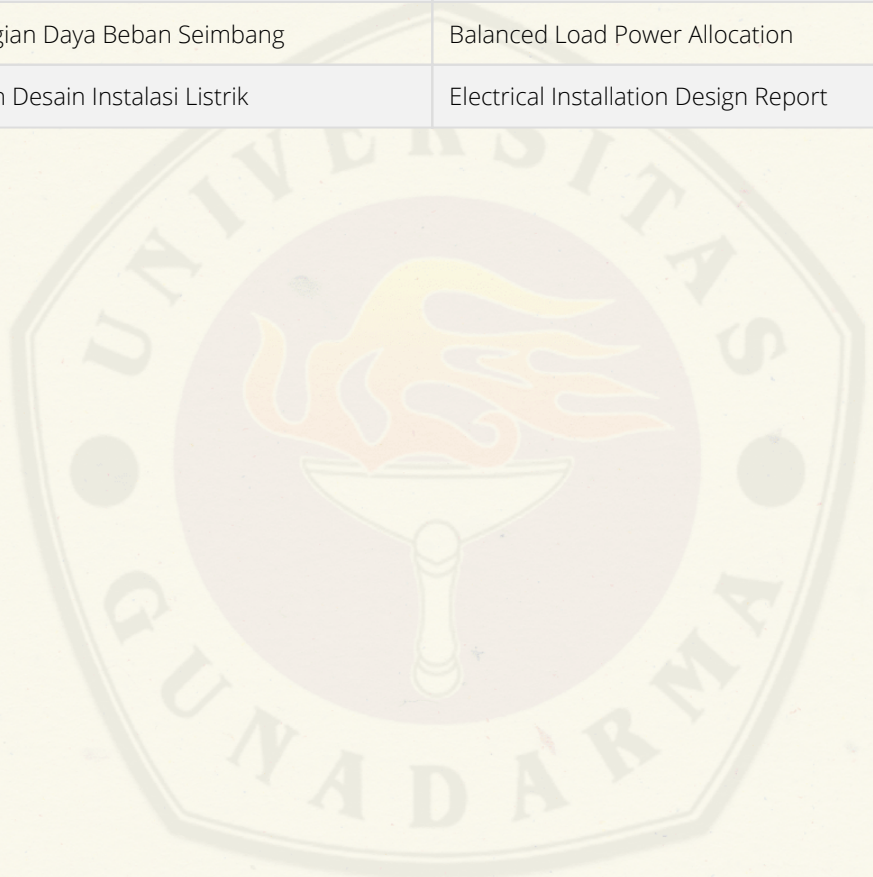 gian Daya Beban Seimbang Balanced Load Power Allocation
n Desain Instalasi Listrik Electrical Installation Design Report
UNIVERSITAS
GUNADARMA